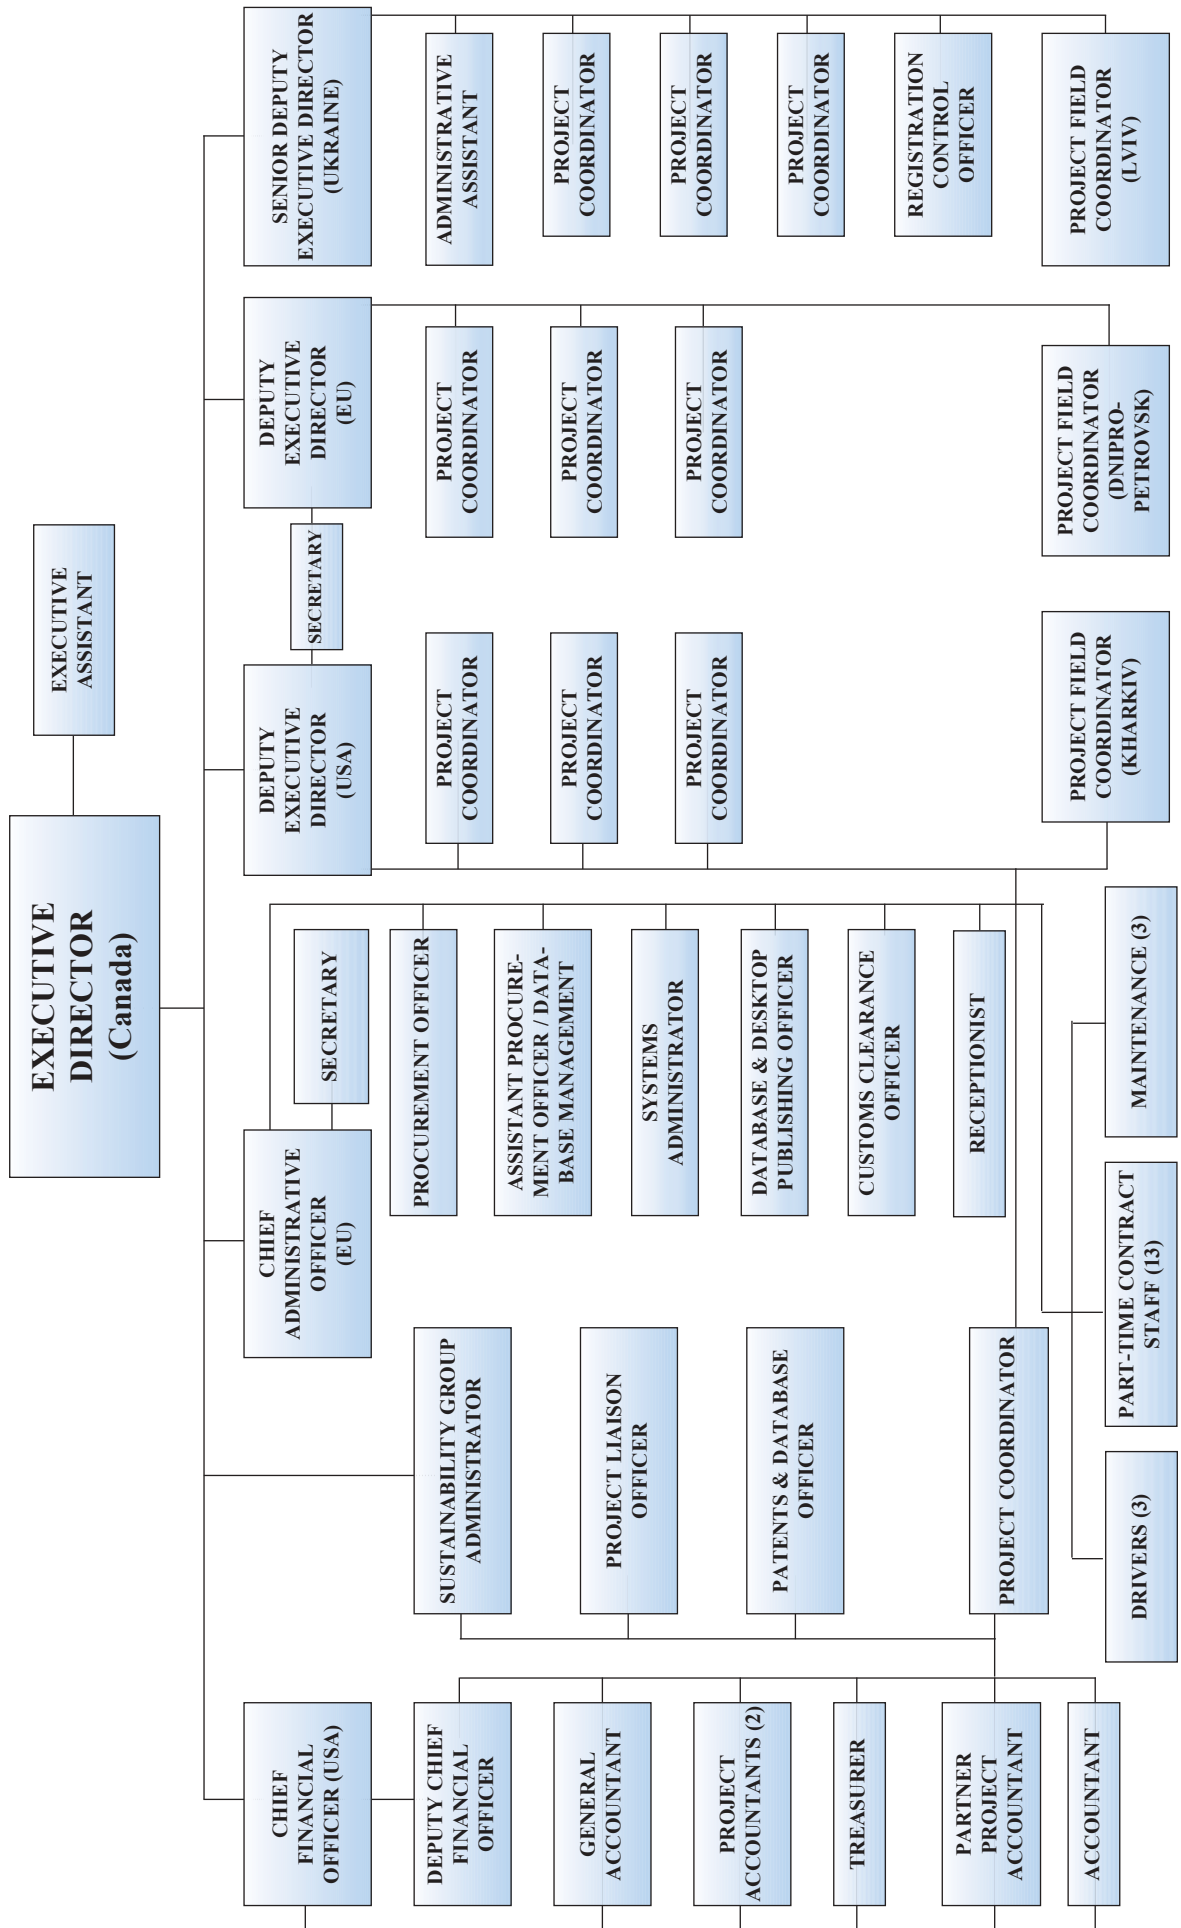 EXECUTIVE
DIRECTOR
(Canada)
EXECUTIVE
ASSISTANT
CHIEF
FINANCIAL
OFFICER (USA)
CHIEF
ADMINISTRATIVE
OFFICER
(EU)
SECRETARY
DEPUTY
EXECUTIVE
DIRECTOR
(USA)
SECRETARY
DEPUTY
EXECUTIVE
DIRECTOR
(EU)
SENIOR DEPUTY
EXECUTIVE DIRECTOR
(UKRAINE)
DEPUTY CHIEF
FINANCIAL
OFFICER
GENERAL
ACCOUNTANT
PROJECT
ACCOUNTANTS (2)
TREASURER
PARTNER
PROJECT
ACCOUNTANT
ACCOUNTANT
SUSTAINABILITY GROUP
ADMINISTRATOR
PROJECT LIAISON
OFFICER
PATENTS & DATABASE
OFFICER
PROJECT COORDINATOR
PROCUREMENT OFFICER
ASSISTANT PROCURE-
MENT OFFICER / DATA-
BASE MANAGEMENT
SYSTEMS
ADMINISTRATOR
DATABASE & DESKTOP
PUBLISHING OFFICER
CUSTOMS CLEARANCE
OFFICER
RECEPTIONIST
DRIVERS (3)
PART-TIME CONTRACT
STAFF (13)
MAINTENANCE (3)
PROJECT
COORDINATOR
PROJECT
COORDINATOR
PROJECT
COORDINATOR
PROJECT FIELD
COORDINATOR
(KHARKIV)
PROJECT
COORDINATOR
PROJECT
COORDINATOR
PROJECT
COORDINATOR
PROJECT FIELD
COORDINATOR
(DNIPRO-
PETROVSK)
ADMINISTRATIVE
ASSISTANT
PROJECT
COORDINATOR
PROJECT
COORDINATOR
PROJECT
COORDINATOR
REGISTRATION
CONTROL
OFFICER
PROJECT FIELD
COORDINATOR
(LVIV)